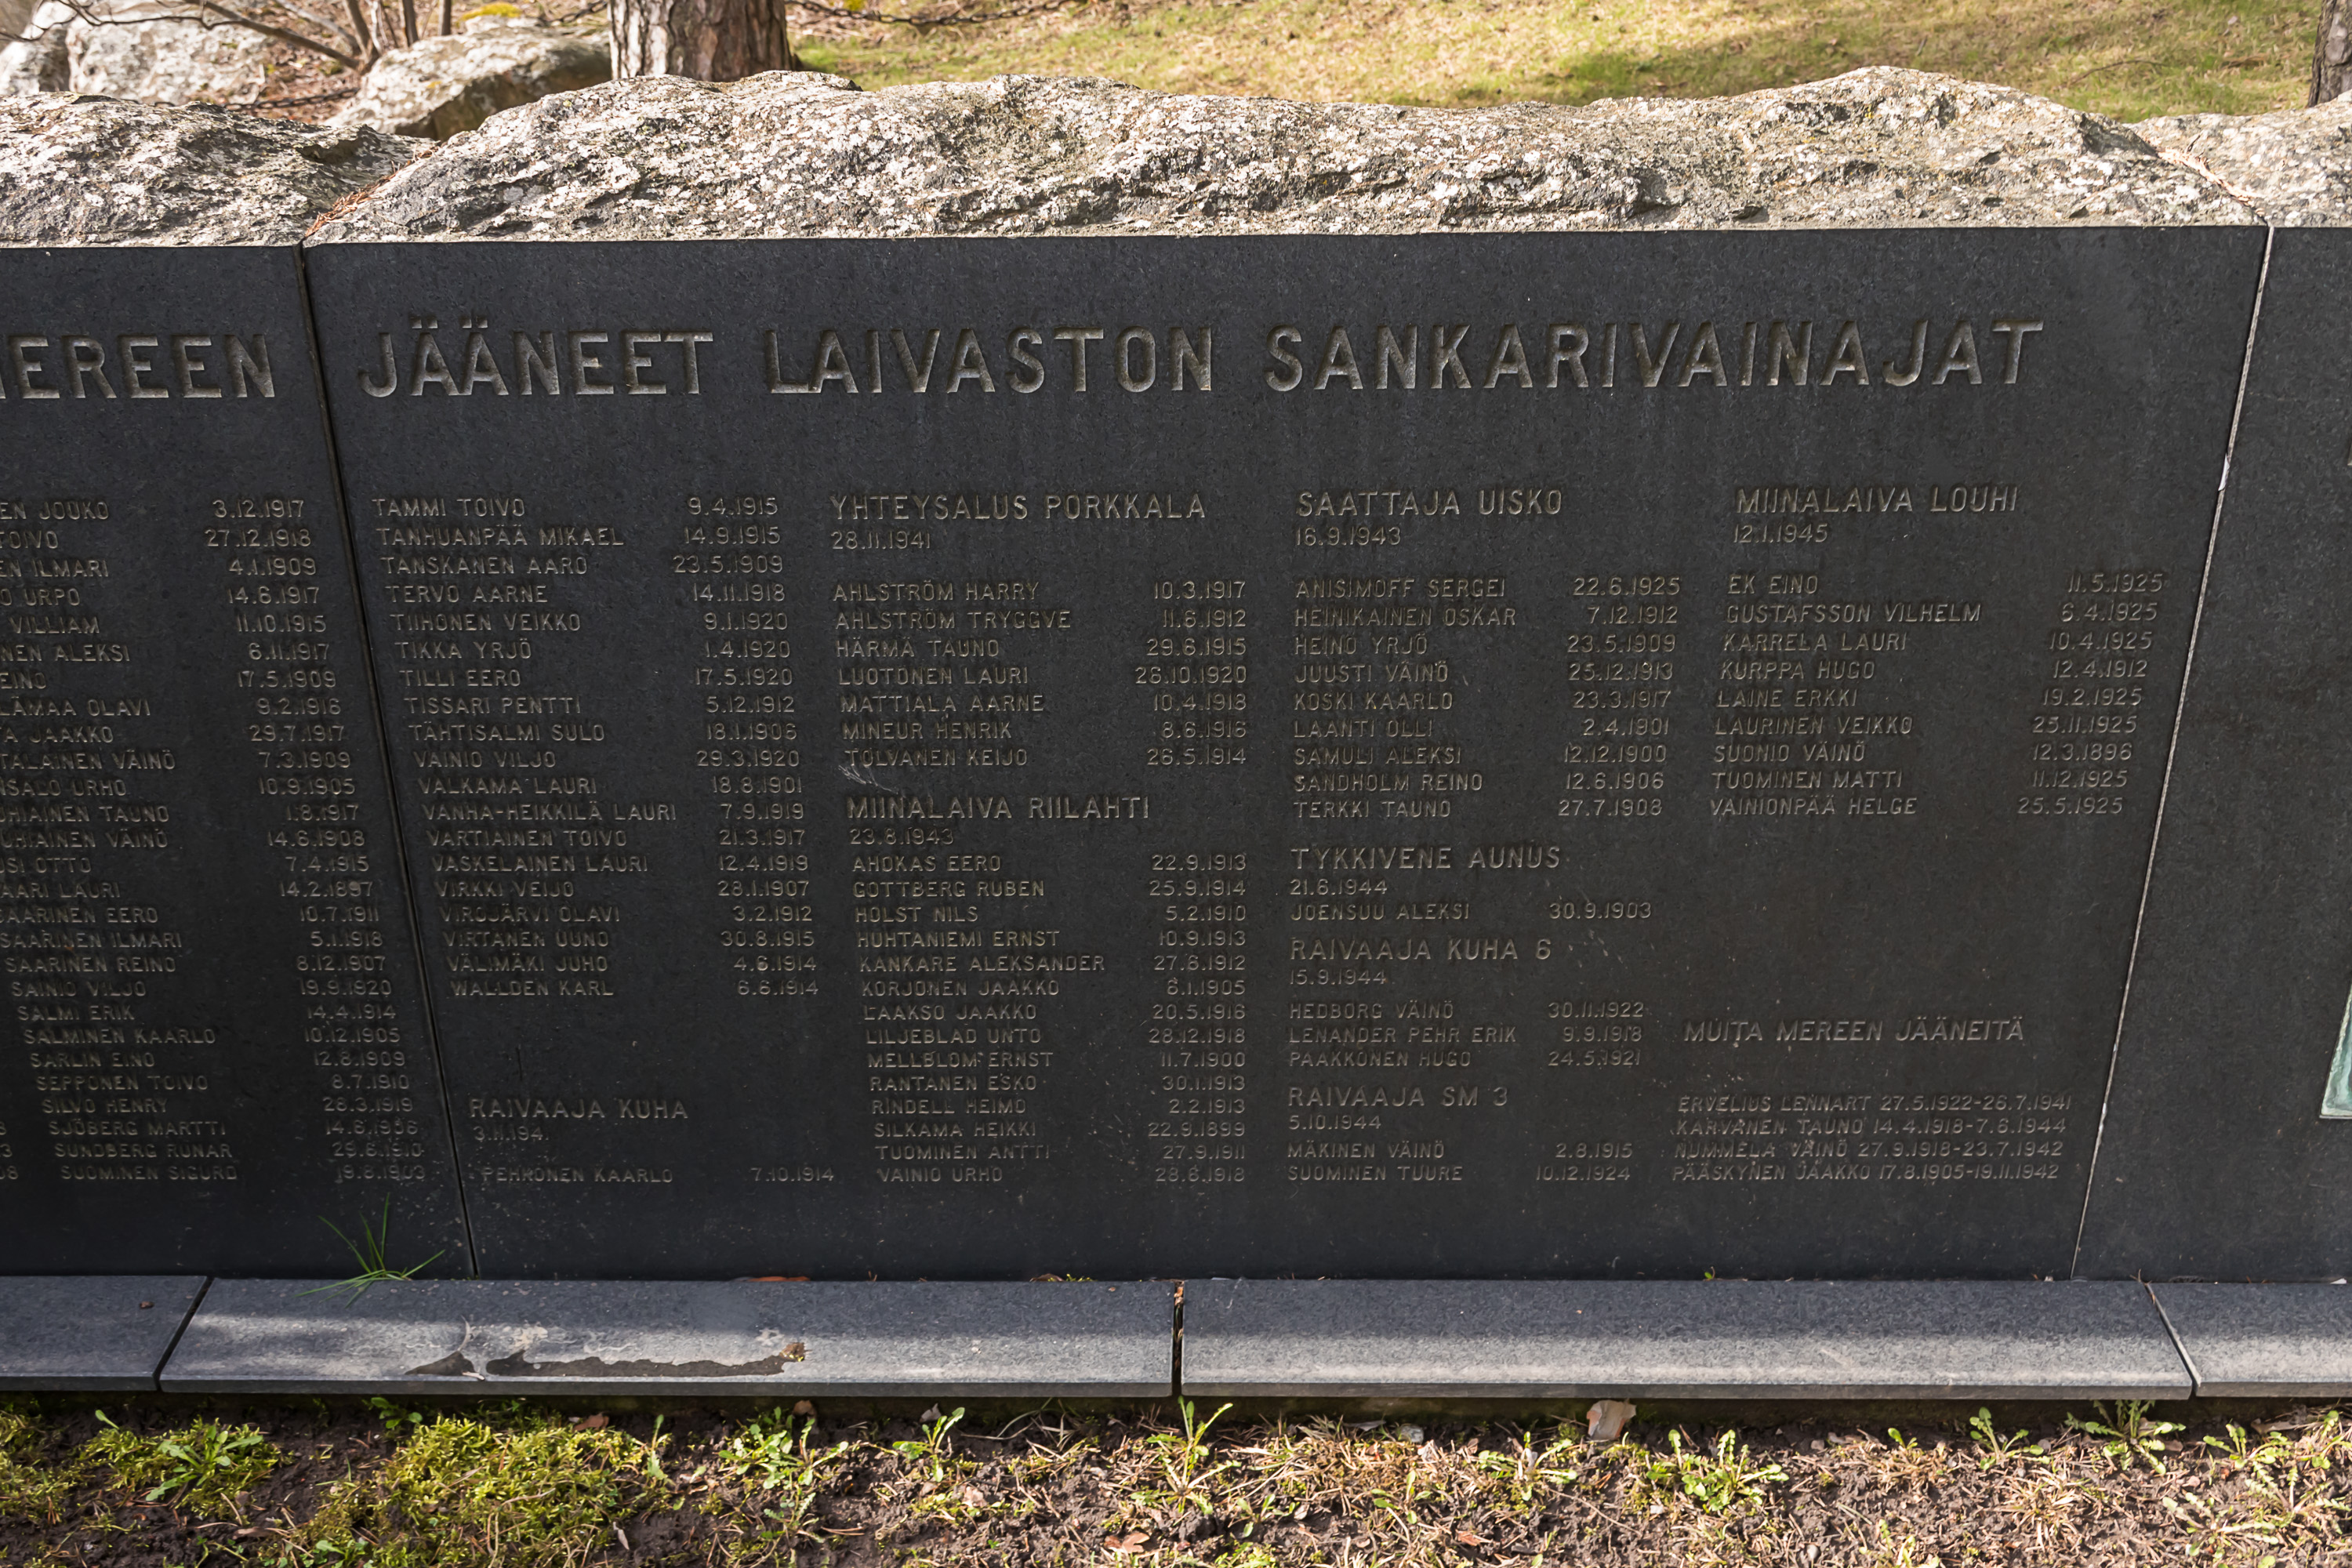 MEREEN JÄÄNEET LAIVASTON SANKARIVAINAJAT
JOUKO 3.12.1917
TOIVO 27.12.1918
ILMARI 4.1.1909
URPO 14.6.1917
VILLIAM 11.10.1915
ALEKSI 6.11.1917
EINO 17.5.1909
OLAVI 9.2.1916
JAAKKO 29.7.1917
VÄINÖ 7.3.1909
URHO 10.9.1905
TAUNO 1.8.1917
VÄINÖ 14.6.1908
OTTO 7.4.1915
LAURI 14.2.1897
SAARINEN EERO 10.7.1911
SAARINEN ILMARI 5.1.1918
SAARINEN REINO 8.12.1907
SAINIO VILJO 19.9.1920
SALMI ERIK 14.4.1914
SALMINEN KAARLO 10.12.1905
SARLIN EINO 12.8.1909
SEPPONEN TOIVO 8.7.1910
SILVO HENRY 28.3.1919
SJÖBERG MARTTI
SUNDBERG RUNAR
SUOMINEN SIGURD
TAMMI TOIVO 9.4.1915
TANHUANPÄÄ MIKAEL 14.9.1915
TANSKANEN AARO 23.5.1909
TERVO AARNE 14.11.1918
TIIHONEN VEIKKO 9.1.1920
TIKKA YRJÖ 1.4.1920
TILLI EERO 17.5.1920
TISSARI PENTTI 5.12.1912
TÄHTISALMI SULO 18.1.1906
VAINIO VILJO 29.3.1920
VALKAMA LAURI 18.8.1901
VANHA-HEIKKILÄ LAURI 7.9.1919
VARTIAINEN TOIVO 21.3.1917
VASKELAINEN LAURI 12.4.1919
VIRKKI VEIJO 28.1.1907
VIROJÄRVI OLAVI 3.2.1912
VIRTANEN UUNO 30.8.1915
VÄLIMÄKI JUHO 4.6.1914
WALLDEN KARL 6.6.1914
RAIVAAJA KUHA
3.11.194
PEHRÖNEN KAARLO 7.10.1914
YHTEYSALUS PORKKALA
28.11.1941
AHLSTRÖM HARRY 10.3.1917
AHLSTRÖM TRYGGVE 11.6.1912
HÄRMÄ TAUNO 29.6.1915
LUOTONEN LAURI 26.10.1920
MATTIALA AARNE 10.4.1918
MINEUR HENRIK 8.6.1916
TOLVANEN KEIJO 26.5.1914
MIINALAIVA RIILAHTI
23.8.1943
AHOKAS EERO 22.9.1913
GOTTBERG RUBEN 25.9.1914
HOLST NILS 5.2.1910
HUHTANIEMI ERNST 10.9.1913
KANKARE ALEKSANDER 27.8.1912
KORJONEN JAAKKO 6.1.1905
LAAKSO JAAKKO 20.5.1916
LILJEBLAD UNTO 28.12.1918
MELLBLOM ERNST 11.7.1900
RANTANEN ESKO 30.1.1913
RINDELL HEIMO 2.2.1913
SILKAMA HEIKKI 22.9.1899
TUOMINEN ANTTI 27.9.1911
VAINIO URHO 28.6.1918
SAATTAJA UISKO
16.9.1943
ANISIMOFF SERGEI 22.6.1925
HEINIKAINEN OSKAR 7.12.1912
HEINO YRJÖ 23.5.1909
JUUSTI VÄINÖ 25.12.1913
KOSKI KAARLO 23.3.1917
LAANTI OLLI 2.4.1901
SAMULI ALEKSI 12.12.1900
SANDHOLM REINO 12.6.1906
TERKKI TAUNO 27.7.1908
TYKKIVENE AUNUS
21.6.1944
JOENSUU ALEKSI 30.9.1903
RAIVAAJA KUHA 6
15.9.1944
HEDBORG VÄINÖ 30.11.1922
LENANDER PEHR ERIK 9.9.1918
PAAKKONEN HUGO 24.5.1921
RAIVAAJA SM 3
5.10.1944
MÄKINEN VÄINÖ 2.8.1915
SUOMINEN TUURE 10.12.1924
MIINALAIVA LOUHI
12.1.1945
EK EINO 11.5.1925
GUSTAFSSON VILHELM 6.4.1925
KARRELA LAURI 10.4.1925
KURPPA HUGO 12.4.1912
LAINE ERKKI 19.2.1925
LAURINEN VEIKKO 25.11.1925
SUONIO VÄINÖ 12.3.1896
TUOMINEN MATTI 11.12.1925
VAINIONPÄÄ HELGE 25.5.1925
MUITA MEREEN JÄÄNEITÄ
ERVELIUS LENNART 27.5.1922-26.7.1941
KARVANEN TAUNO 14.4.1918-7.6.1944
NUMMELA VÄINÖ 27.9.1918-23.7.1942
PÄÄSKYNEN JAAKKO 17.8.1905-19.11.1942